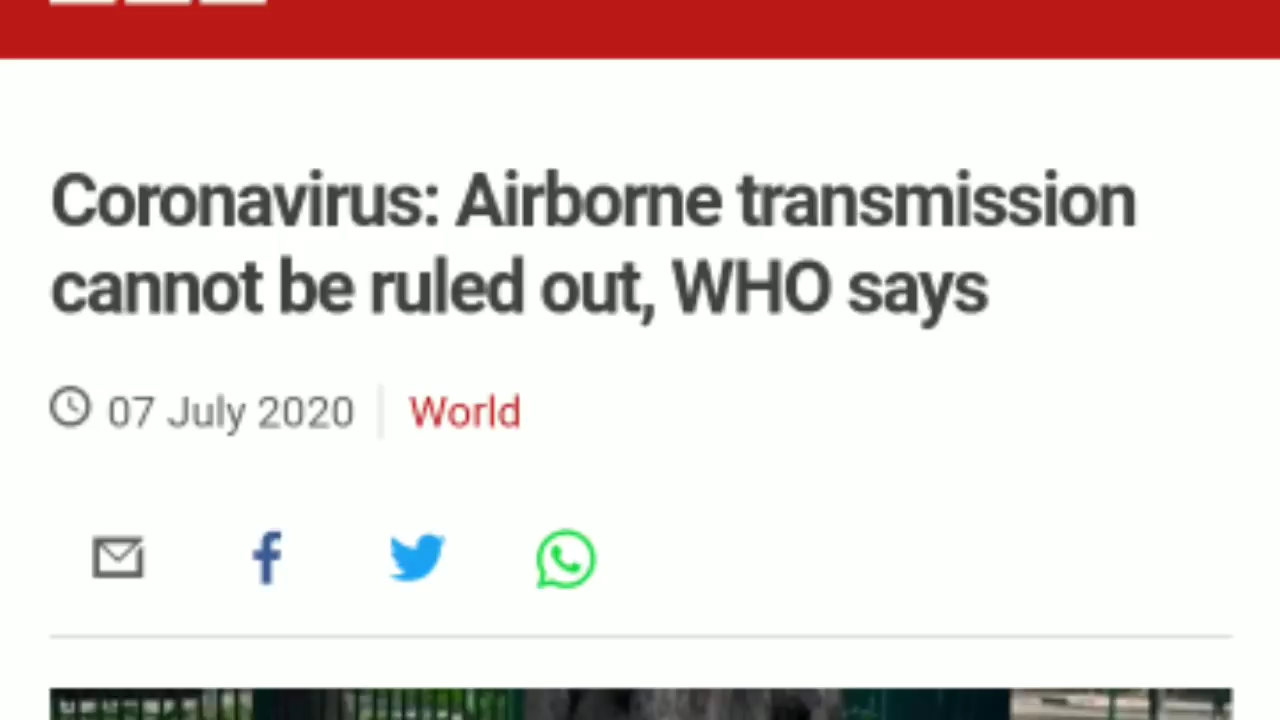 Coronavirus: Airborne transmission
cannot be ruled out, WHO says
07 July 2020 World